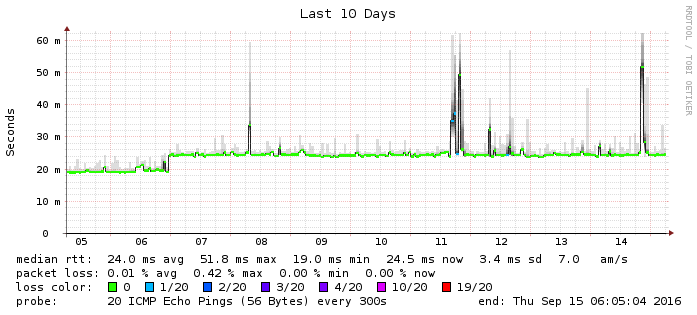 Last 10 Days
RRDTOOL / TOBI OETIKER
Seconds
60 m
50 m
40 m
30 m
20 m
10 m
0
05 06 07 08 09 10 11 12 13 14
median rtt: 24.0 ms avg 51.8 ms max 19.0 ms min 24.5 ms now 3.4 ms sd 7.0 am/s
packet loss: 0.01 % avg 0.42 % max 0.00 % min 0.00 % now
loss color: 0 1/20 2/20 3/20 4/20 10/20 19/20
probe: 20 ICMP Echo Pings (56 Bytes) every 300s end: Thu Sep 15 06:05:04 2016